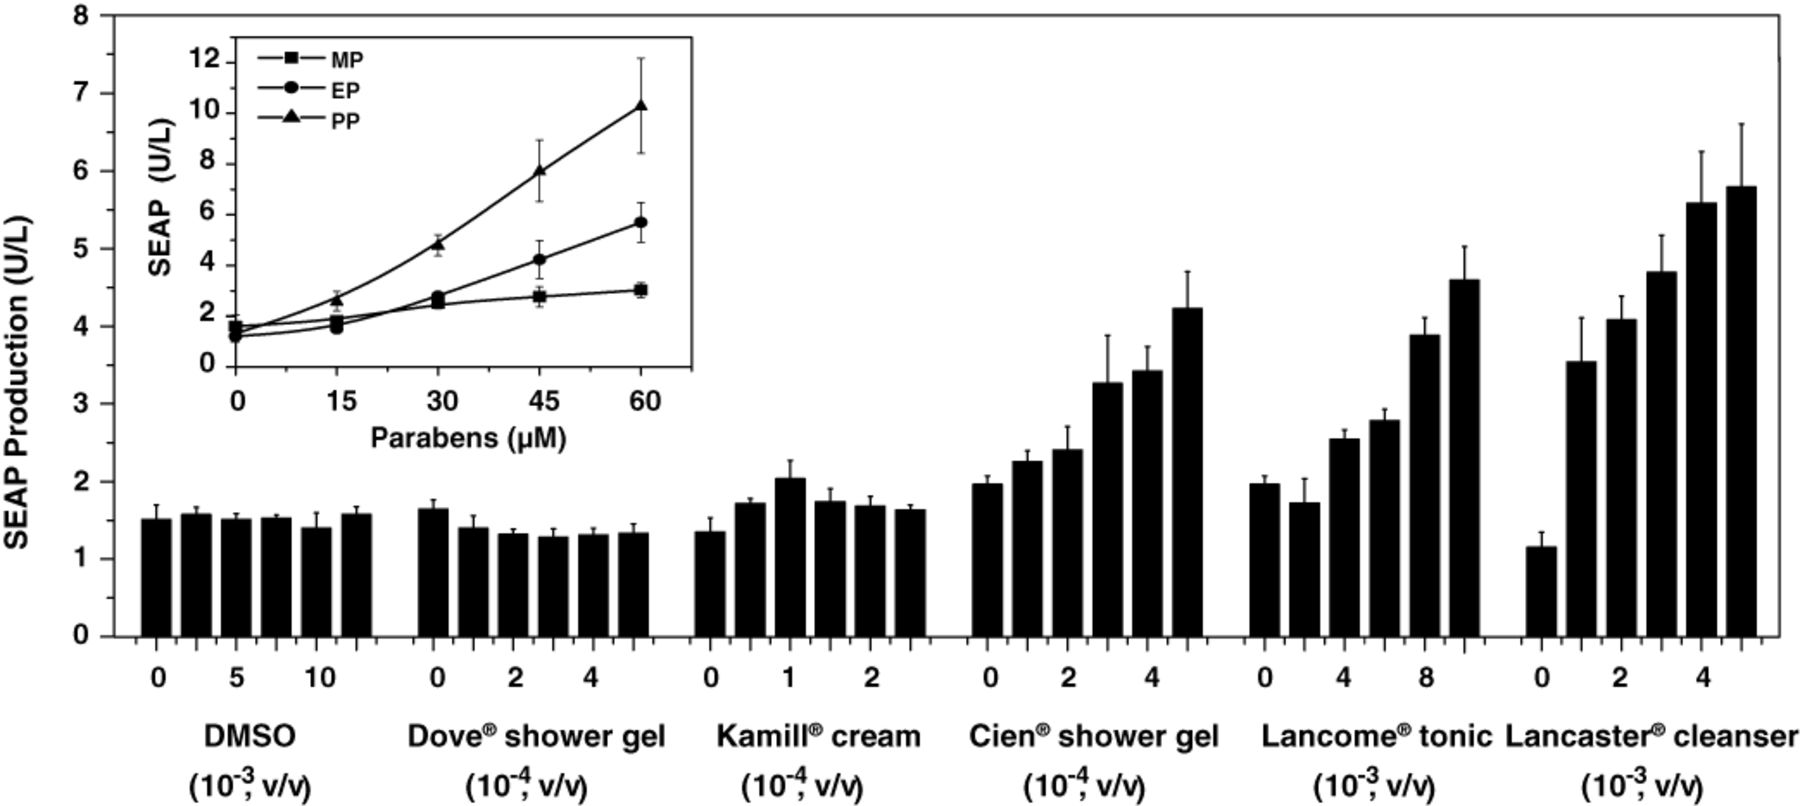 8
7
6
5
4
3
2
1
0
SEAP Production (U/L)
12
10
8
6
4
2
0
SEAP (U/L)
MP
EP
PP
0 15 30 45 60
Parabens (µM)
0 5 10 0 2 4 0 1 2 0 2 4 0 4 8 0 2 4
DMSO Dove® shower gel Kamill® cream Cien® shower gel Lancome® tonic Lancaster® cleanser
(10⁻³; v/v) (10⁻⁴; v/v) (10⁻⁴; v/v) (10⁻⁴; v/v) (10⁻³; v/v) (10⁻³; v/v)